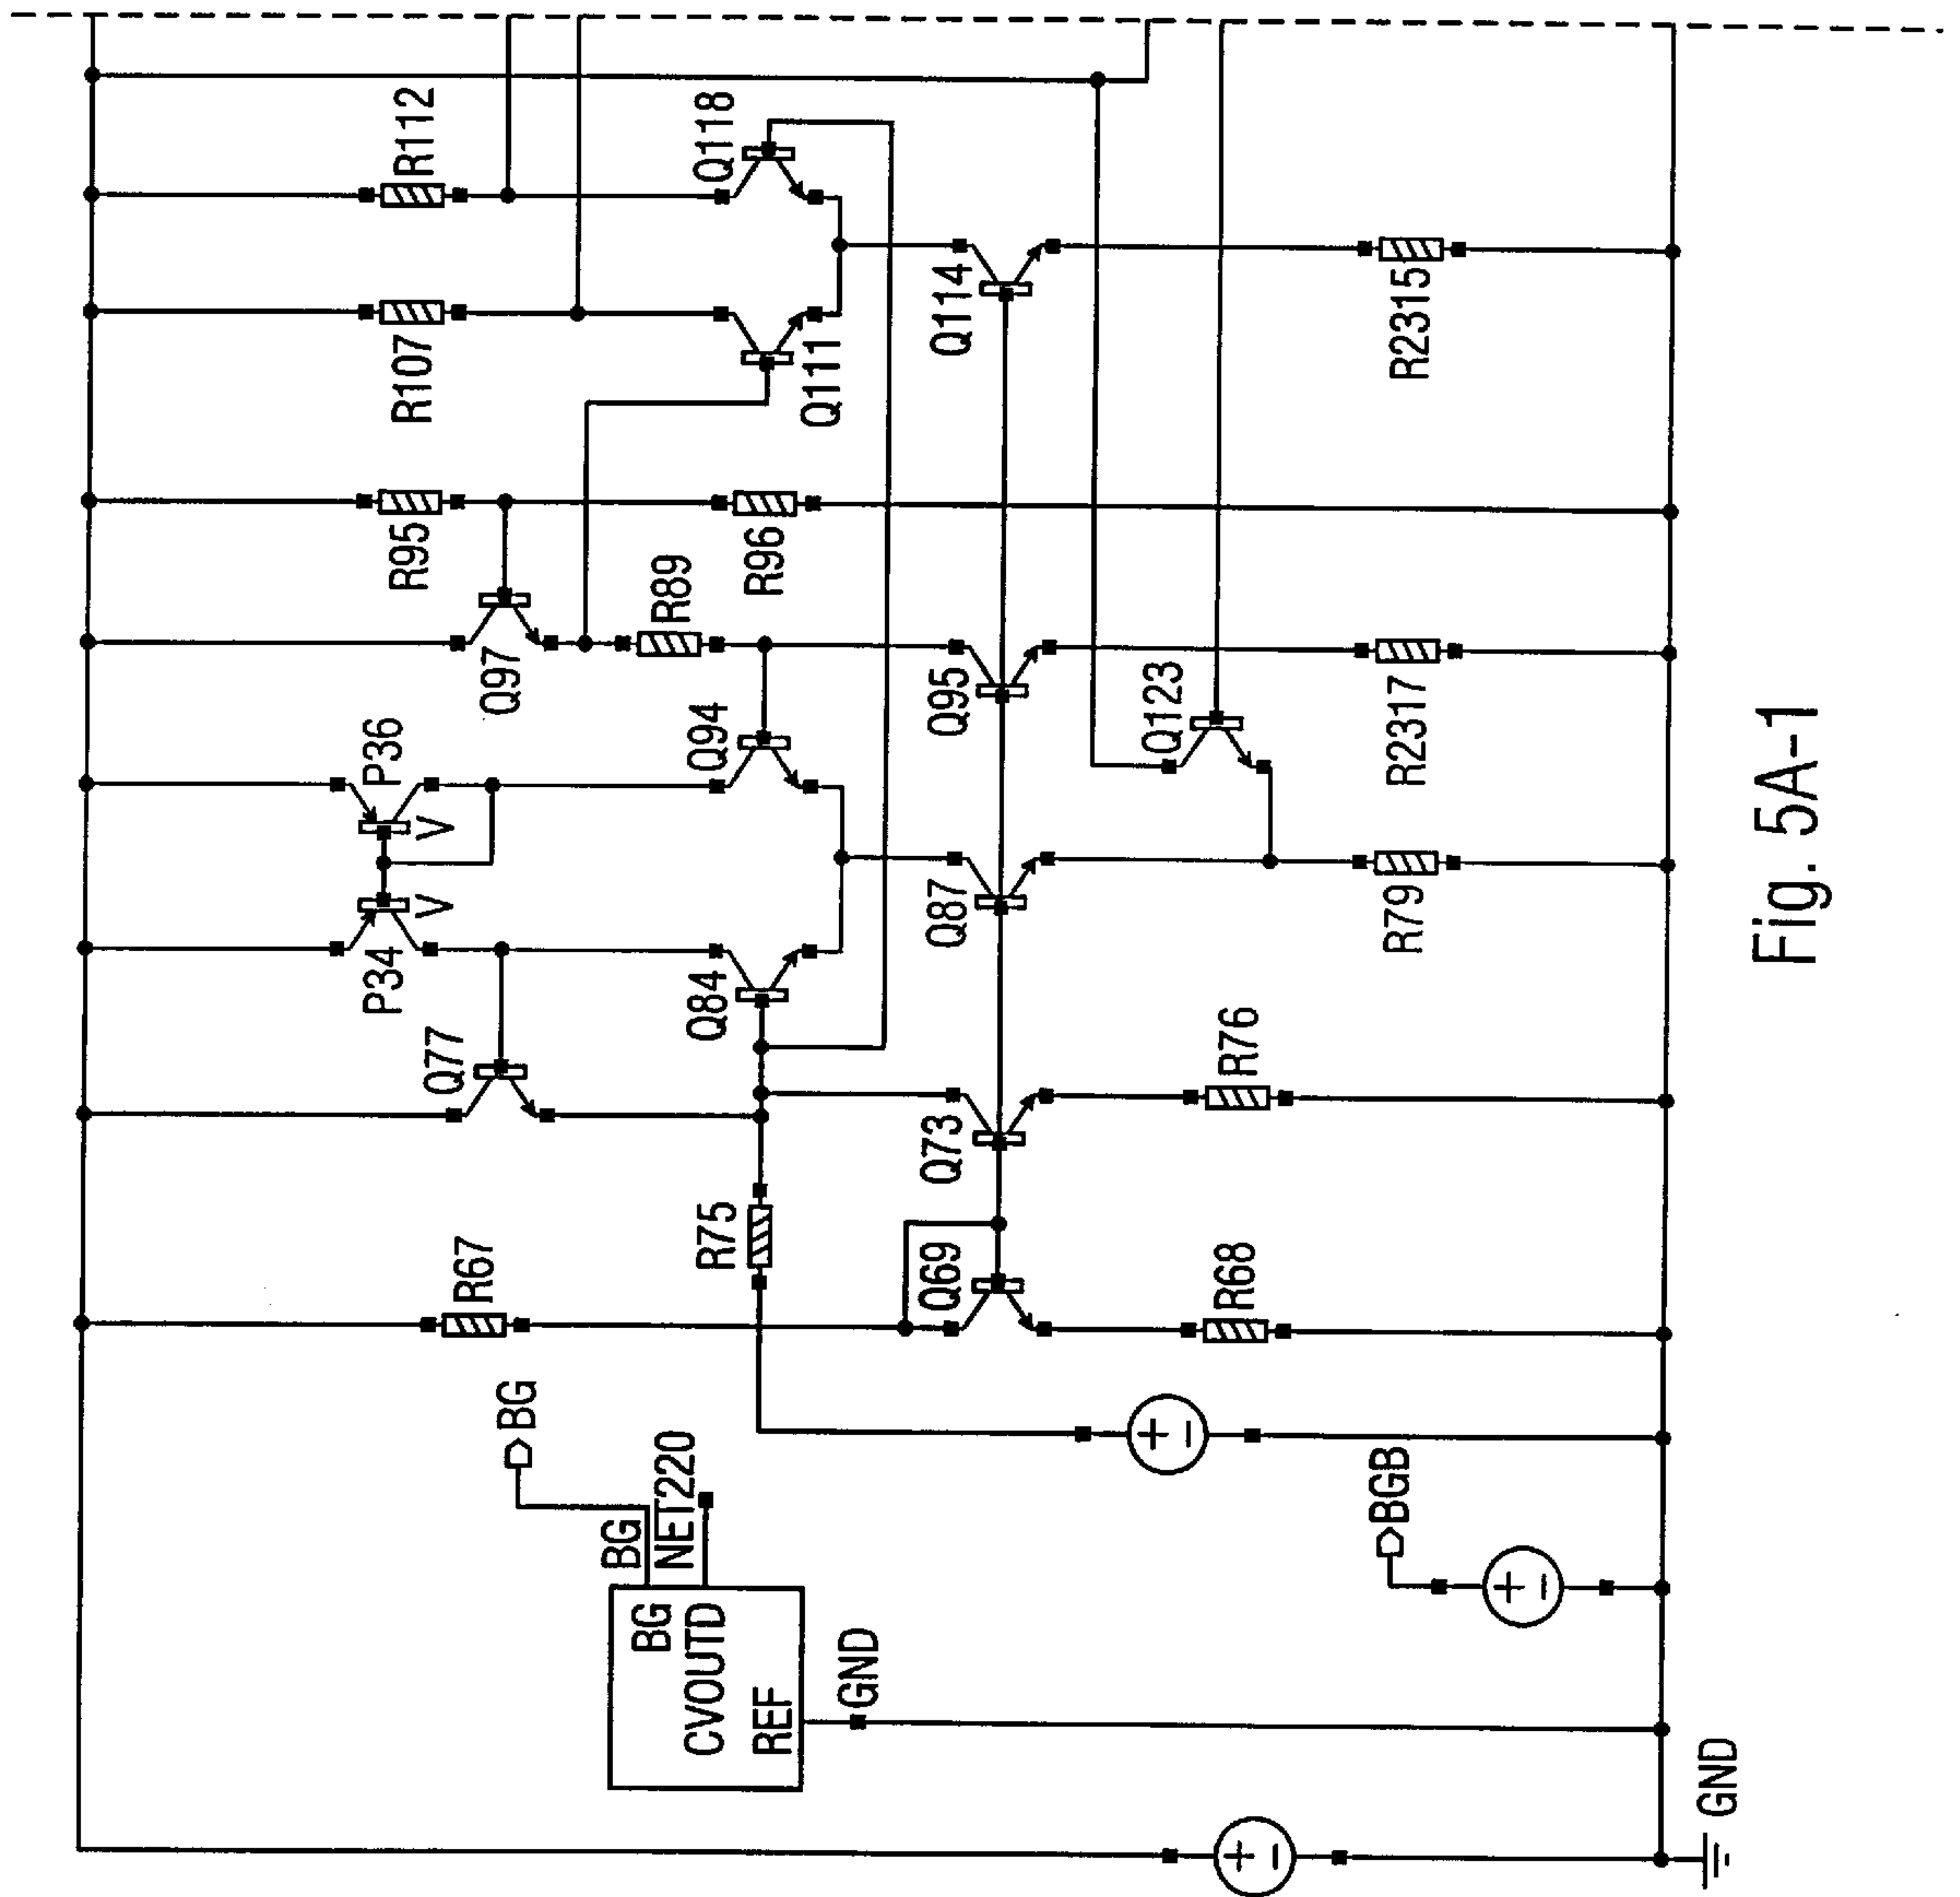 R112
Q118
R107
Q111
Q114
R2315
R95
R96
R89
Q97
Q95
Q123
R2317
P36
V
Q94
P34
V
Q84
Q87
R79
Q77
Q73
R76
R75
R67
Q69
R68
BG
BG
NET220
BG
CVOUTD
REF
GND
BGB
+
−
+
−
+
−
GND
Fig. 5A-1